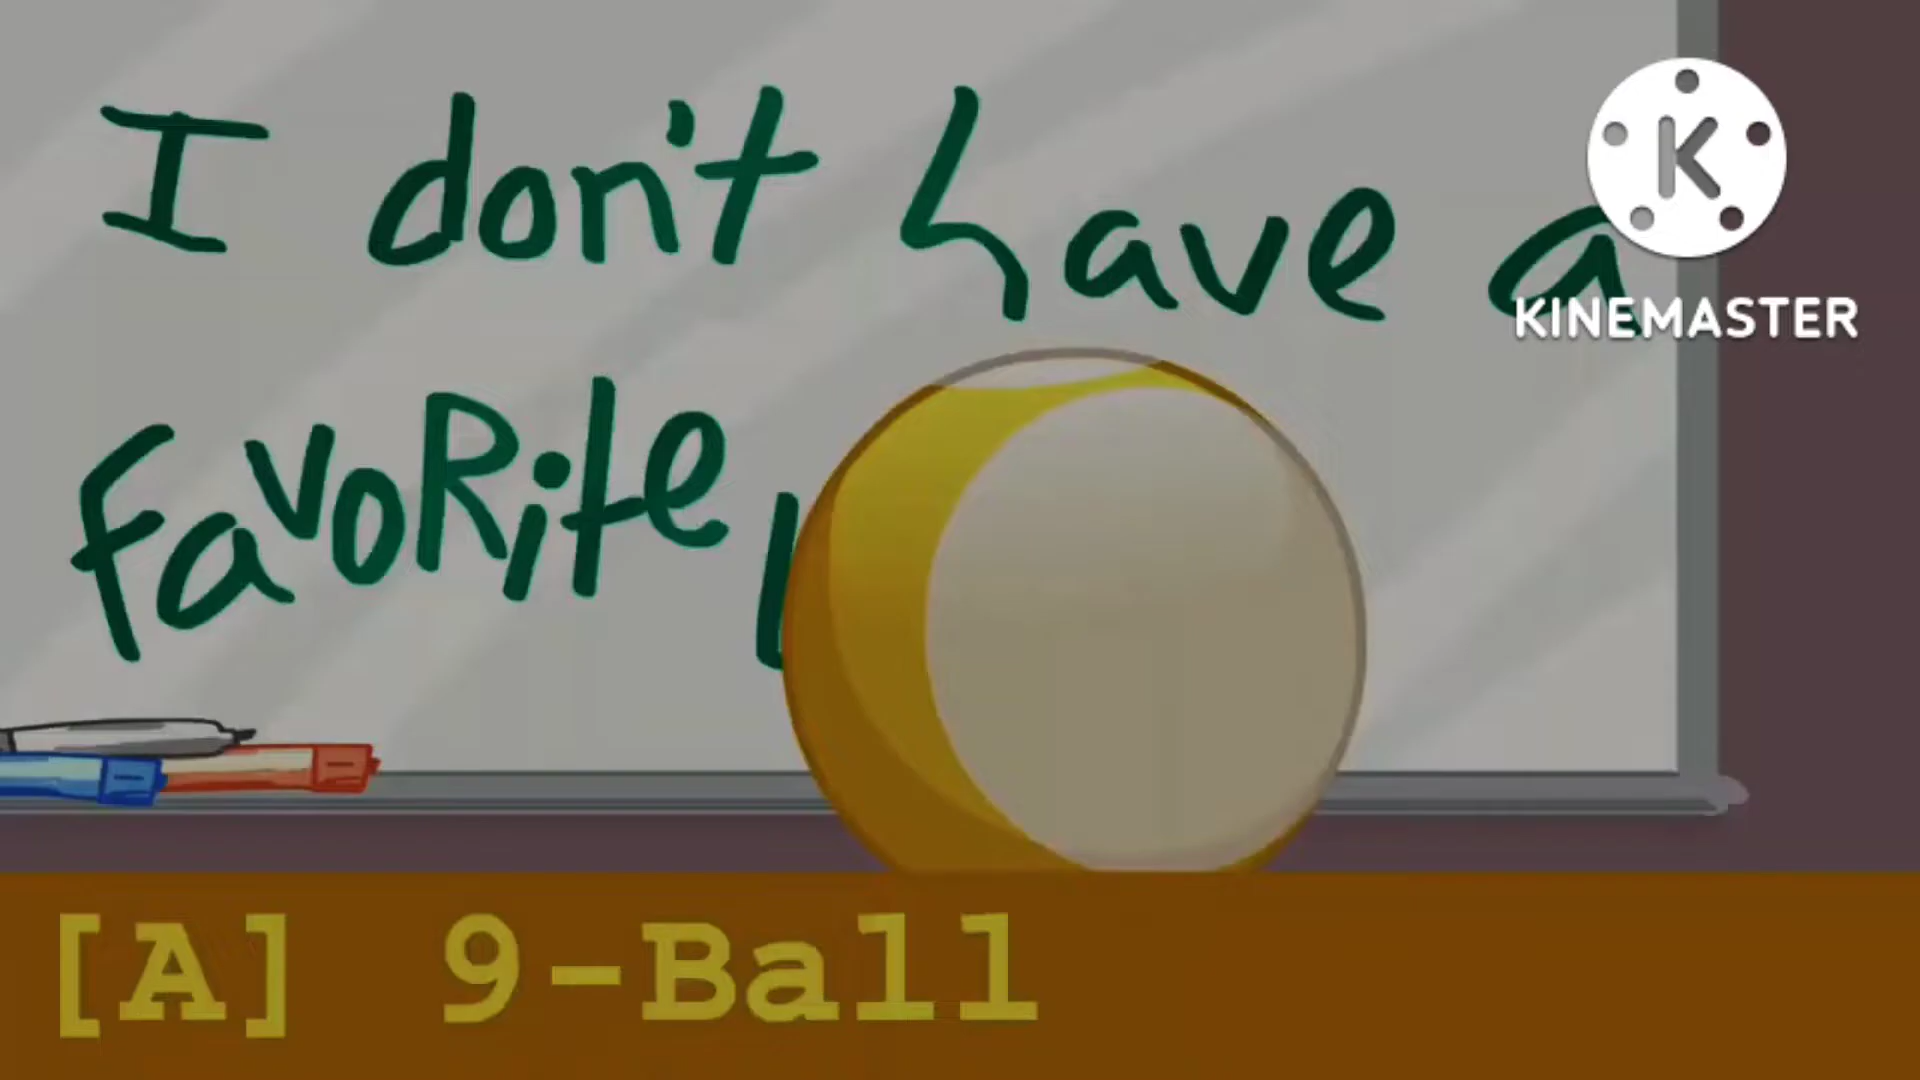 I don't have a
favoRite
K
KINEMASTER
[A] 9-Ball